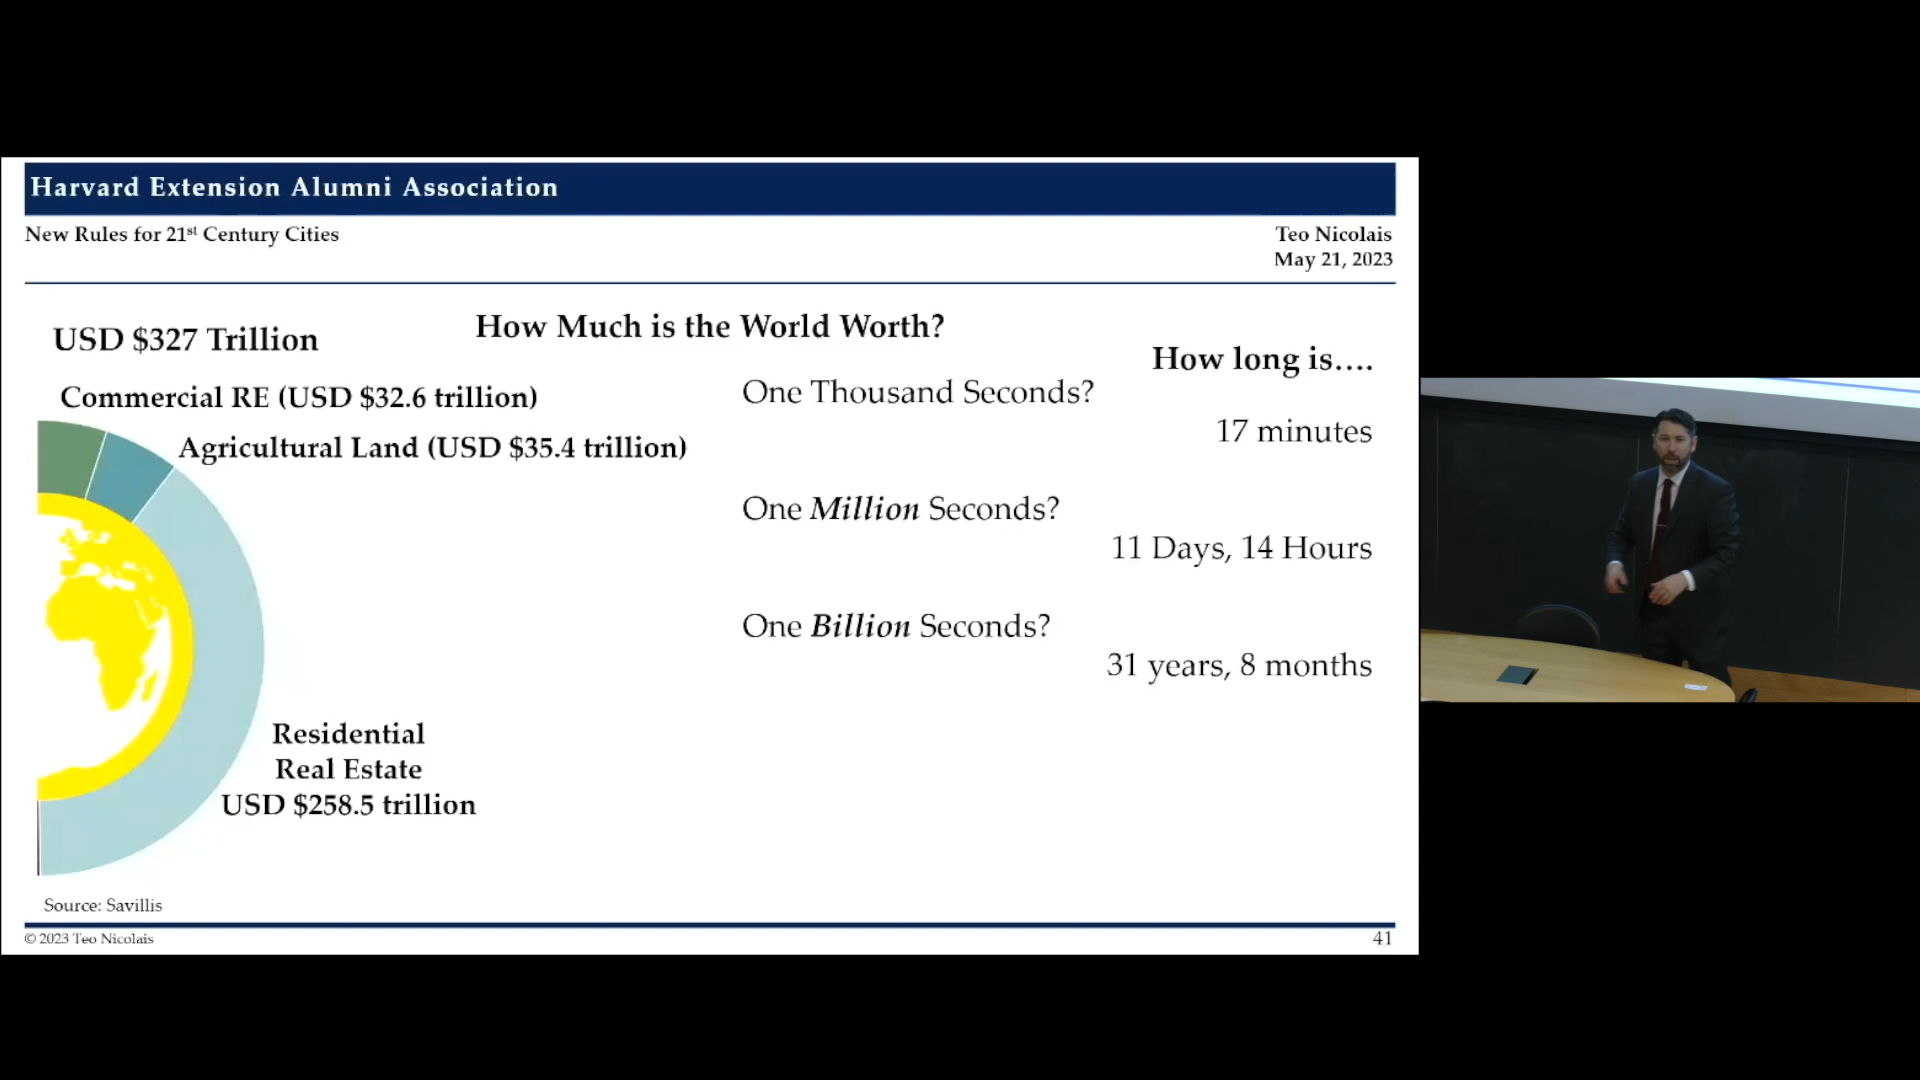 Harvard Extension Alumni Association
New Rules for 21st Century Cities
Teo Nicolais
May 21, 2023
How Much is the World Worth?
USD $327 Trillion
Commercial RE (USD $32.6 trillion)
Agricultural Land (USD $35.4 trillion)
Residential
Real Estate
USD $258.5 trillion
How long is....
One Thousand Seconds?
17 minutes
One Million Seconds?
11 Days, 14 Hours
One Billion Seconds?
31 years, 8 months
Source: Savillis
© 2023 Teo Nicolais
41